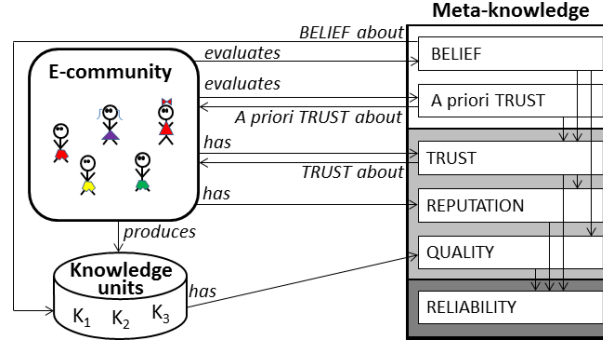 Meta-knowledge
BELIEF about
evaluates
BELIEF
E-community
evaluates
A priori TRUST
A priori TRUST about
has
TRUST
TRUST about
has
REPUTATION
produces
QUALITY
Knowledge
units
has
K1 K2 K3
RELIABILITY